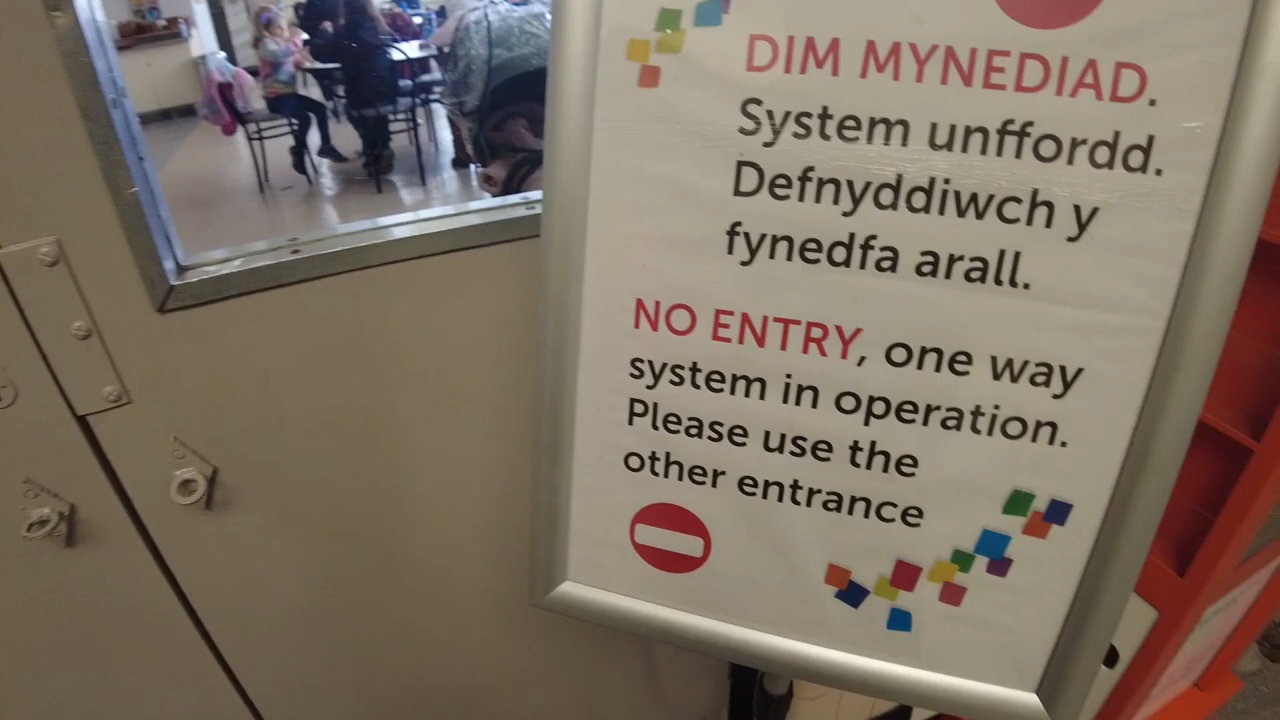 DIM MYNEDIAD.
System unffordd.
Defnyddiwch y
fynedfa arall.
NO ENTRY, one way
system in operation.
Please use the
other entrance